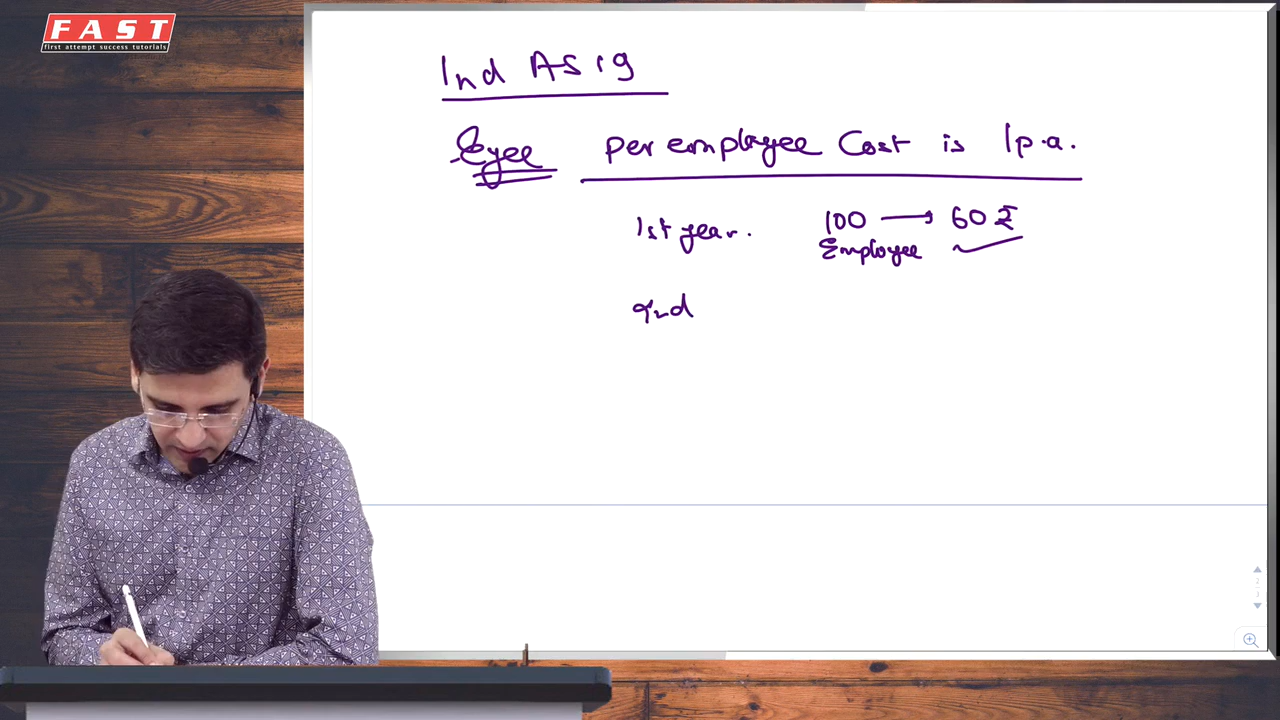 FAST
first attempt success tutorials
Ind AS 19
Eyee per employee Cost is 1 p.a.
1st year. 100 → 60 ₹
Employee
2nd